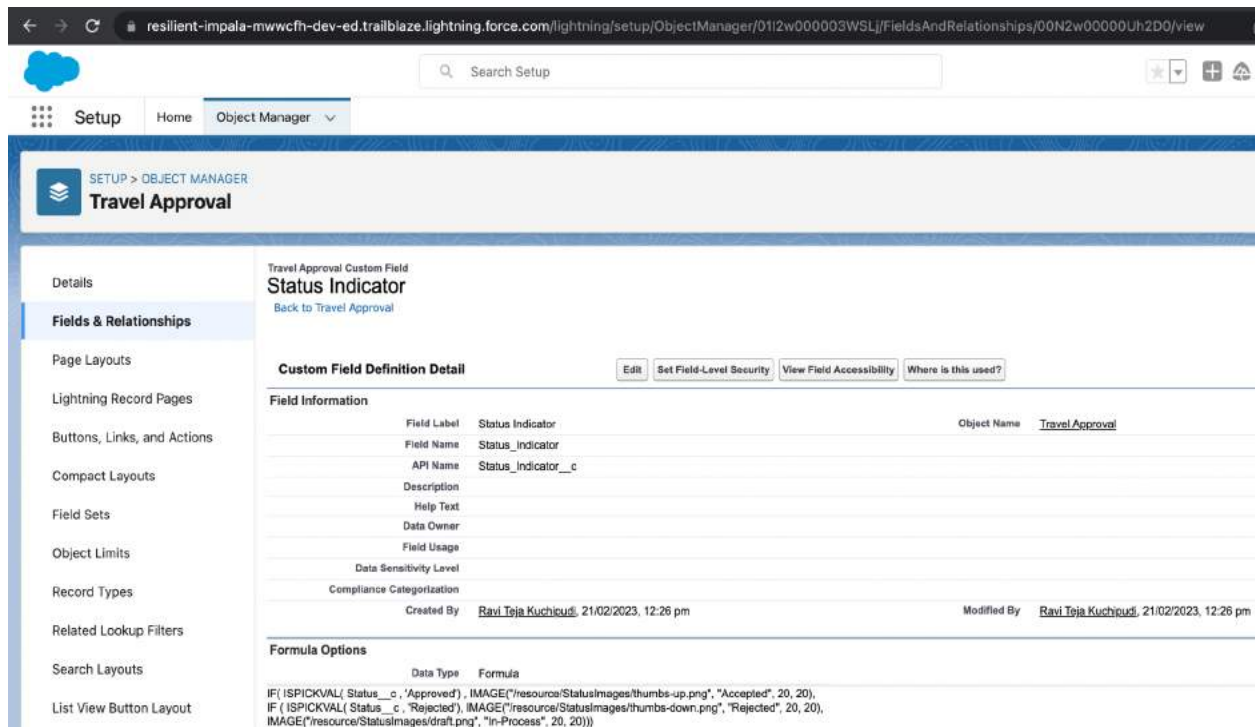 resilient-impala-mwwcfh-dev-ed.trailblaze.lightning.force.com/lightning/setup/ObjectManager/01I2w000003WSLj/FieldsAndRelationships/00N2w00000Uh2D0/view
Search Setup
Setup Home Object Manager
SETUP > OBJECT MANAGER
Travel Approval
Details
Fields & Relationships
Page Layouts
Lightning Record Pages
Buttons, Links, and Actions
Compact Layouts
Field Sets
Object Limits
Record Types
Related Lookup Filters
Search Layouts
List View Button Layout
Travel Approval Custom Field
Status Indicator
Back to Travel Approval
Custom Field Definition Detail Edit Set Field-Level Security View Field Accessibility Where is this used?
Field Information
Field Label Status Indicator Object Name Travel Approval
Field Name Status_Indicator
API Name Status_Indicator__c
Description
Help Text
Data Owner
Field Usage
Data Sensitivity Level
Compliance Categorization
Created By Ravi Teja Kuchipudi, 21/02/2023, 12:26 pm Modified By Ravi Teja Kuchipudi, 21/02/2023, 12:26 pm
Formula Options
Data Type Formula
IF( ISPICKVAL( Status__c , 'Approved') , IMAGE("/resource/StatusImages/thumbs-up.png", "Accepted", 20, 20),
IF ( ISPICKVAL( Status__c , 'Rejected'), IMAGE("/resource/StatusImages/thumbs-down.png", "Rejected", 20, 20),
IMAGE("/resource/StatusImages/draft.png", "In-Process", 20, 20)))